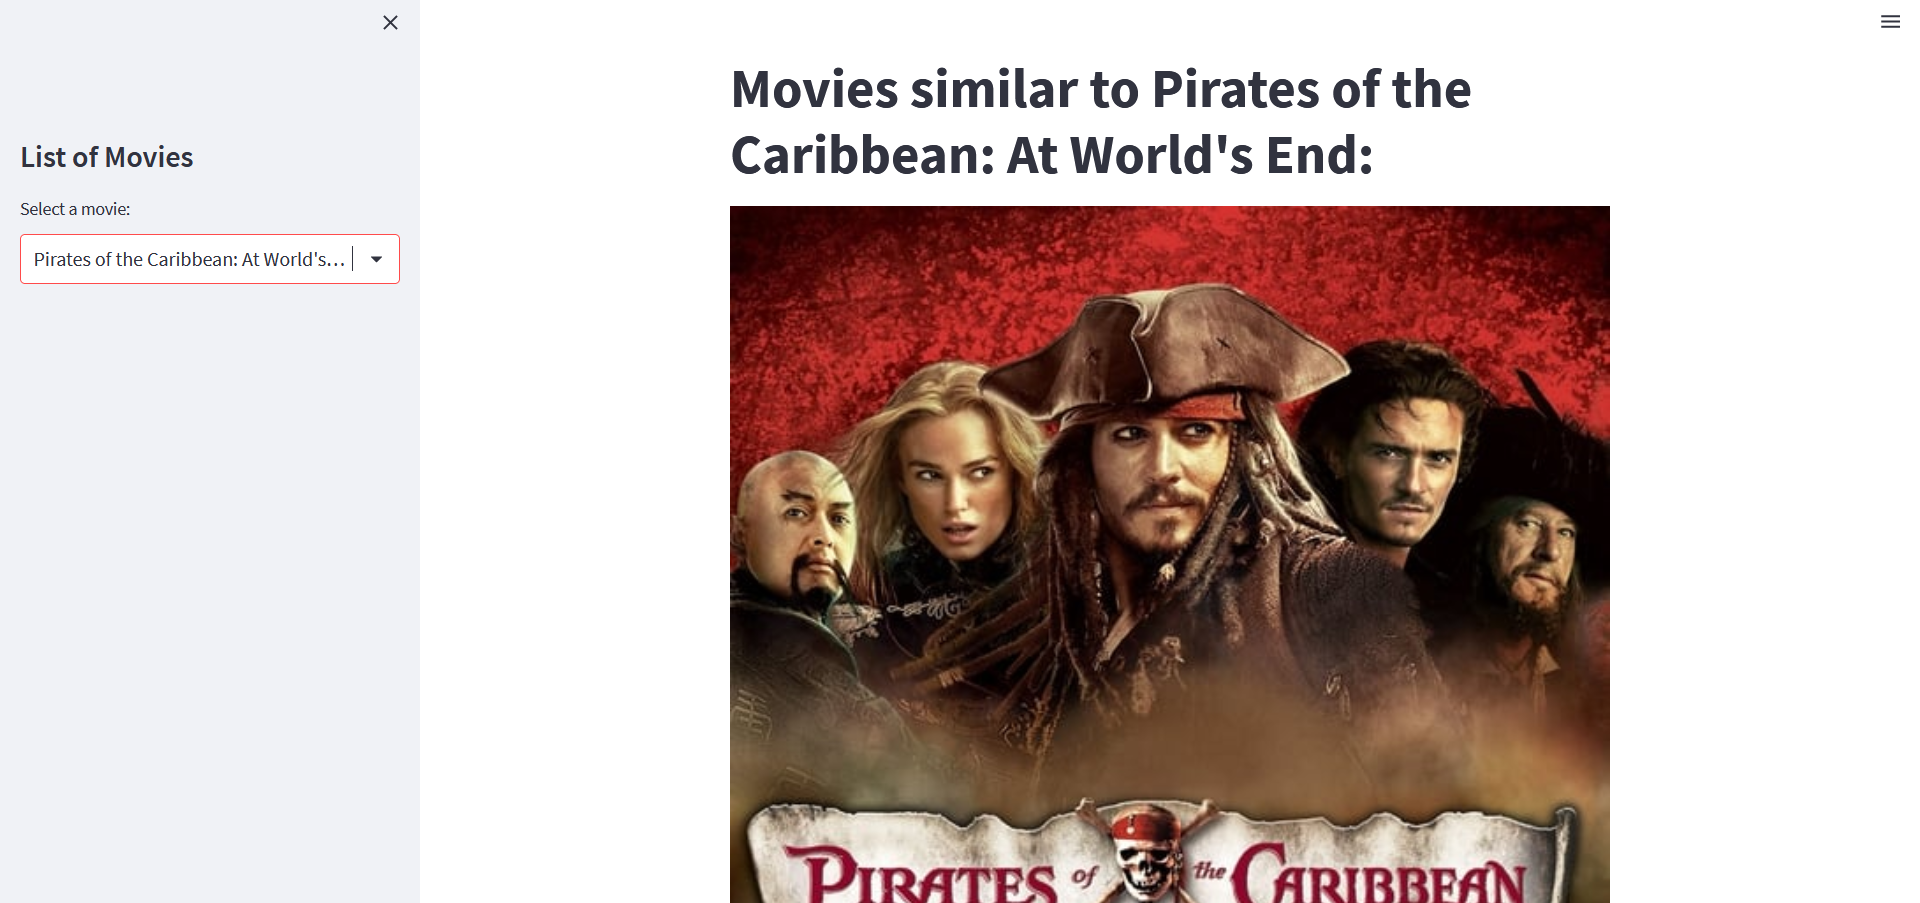 List of Movies
Select a movie:
Pirates of the Caribbean: At World's...
Movies similar to Pirates of the
Caribbean: At World's End:
PIRATES of the CARIBBEAN